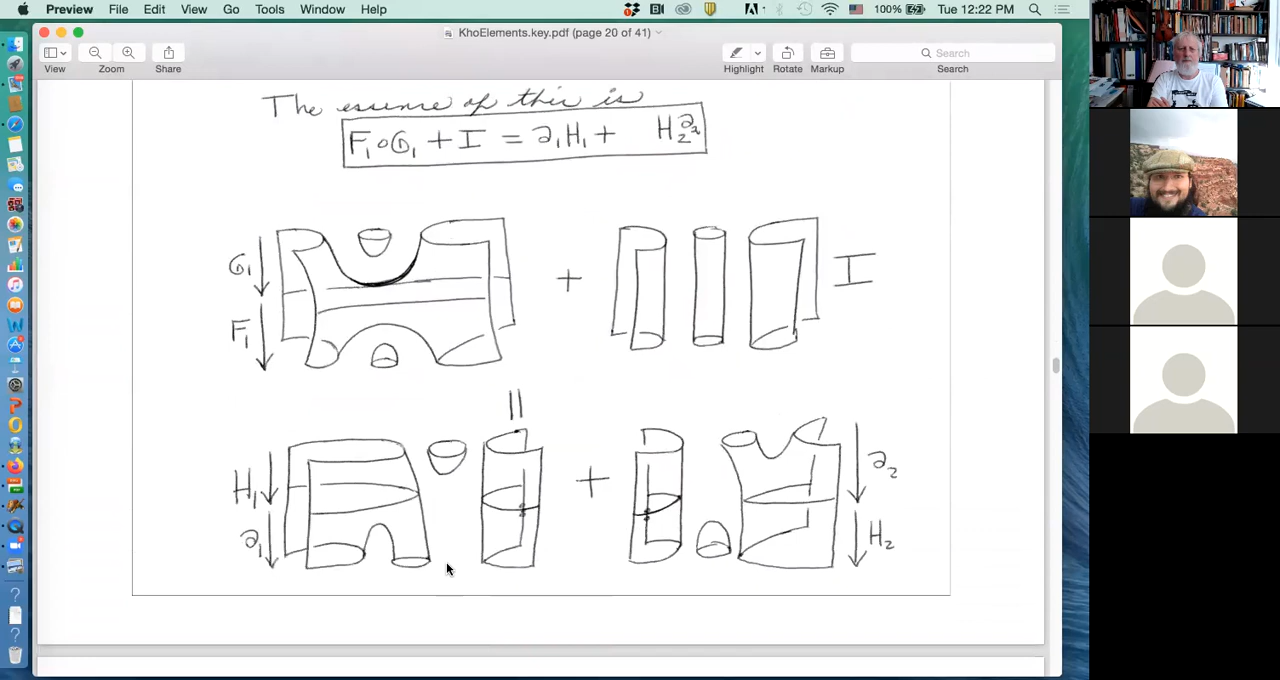 Preview File Edit View Go Tools Window Help 100% Tue 12:22 PM
KhoElements.key.pdf (page 20 of 41)
View Zoom Share Highlight Rotate Markup Search
Search
The essence of this is
F₁∘G₁ + I = ∂₁H₁ + H₂∂₂
G₁
F₁
+
I
=
H₁
∂₁
+
∂₂
H₂